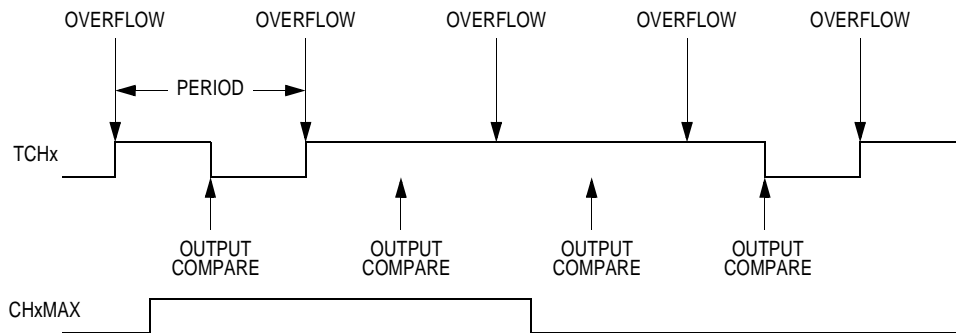 OVERFLOW OVERFLOW OVERFLOW OVERFLOW OVERFLOW
PERIOD
TCHx
OUTPUT COMPARE
OUTPUT COMPARE
OUTPUT COMPARE
OUTPUT COMPARE
CHxMAX